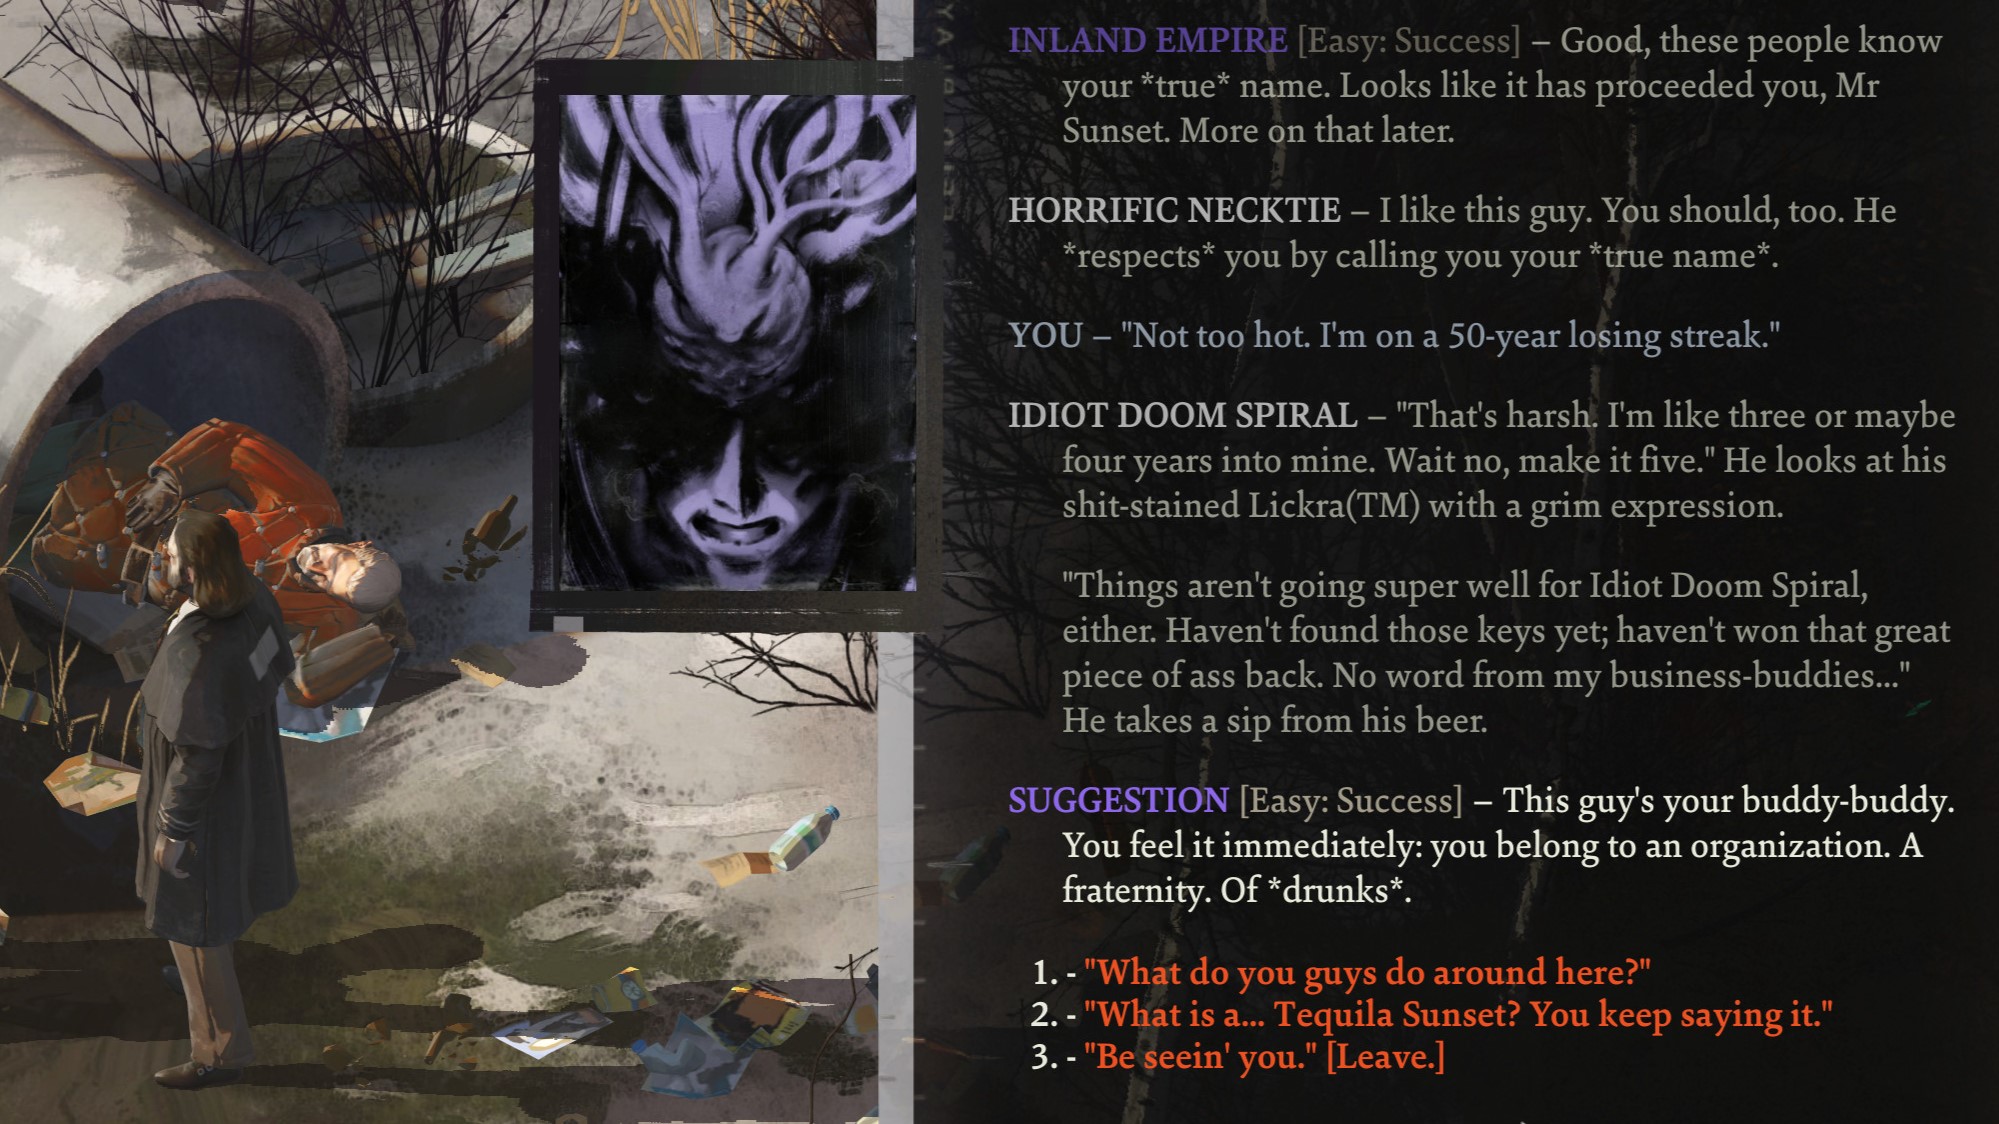 INLAND EMPIRE [Easy: Success] – Good, these people know
your *true* name. Looks like it has proceeded you, Mr
Sunset. More on that later.
HORRIFIC NECKTIE – I like this guy. You should, too. He
*respects* you by calling you your *true name*.
YOU – "Not too hot. I'm on a 50-year losing streak."
IDIOT DOOM SPIRAL – "That's harsh. I'm like three or maybe
four years into mine. Wait no, make it five." He looks at his
shit-stained Lickra(TM) with a grim expression.
"Things aren't going super well for Idiot Doom Spiral,
either. Haven't found those keys yet; haven't won that great
piece of ass back. No word from my business-buddies..."
He takes a sip from his beer.
SUGGESTION [Easy: Success] – This guy's your buddy-buddy.
You feel it immediately: you belong to an organization. A
fraternity. Of *drunks*.
1. - "What do you guys do around here?"
2. - "What is a... Tequila Sunset? You keep saying it."
3. - "Be seein' you." [Leave.]